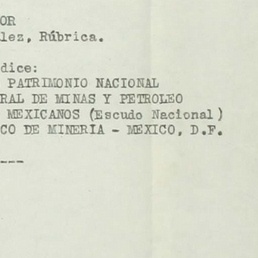 OR
lez, Rúbrica.
dice:
PATRIMONIO NACIONAL
RAL DE MINAS Y PETROLEO
MEXICANOS (Escudo Nacional)
CO DE MINERIA - MEXICO, D.F.
---